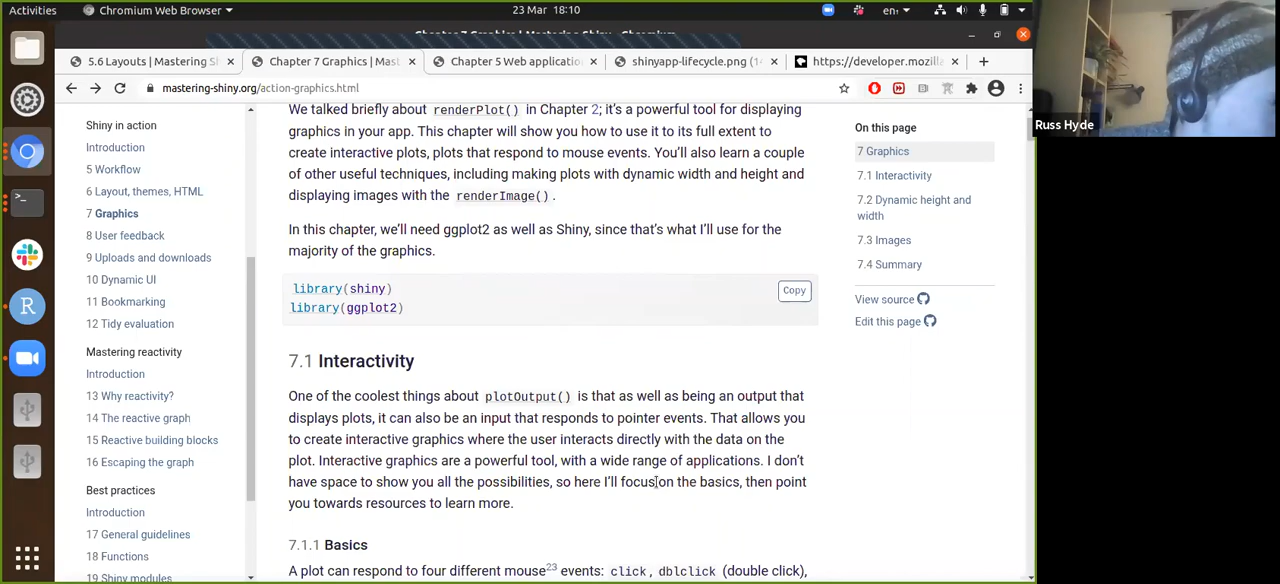 Activities
Chromium Web Browser
23 Mar 18:10
en₁
Chapter 7 Graphics | Mastering Shiny - Chromium
5.6 Layouts | Mastering S
Chapter 7 Graphics | Mast
Chapter 5 Web applicatio
shinyapp-lifecycle.png (1
https://developer.mozill
mastering-shiny.org/action-graphics.html
Shiny in action
Introduction
5 Workflow
6 Layout, themes, HTML
7 Graphics
8 User feedback
9 Uploads and downloads
10 Dynamic UI
11 Bookmarking
12 Tidy evaluation
Mastering reactivity
Introduction
13 Why reactivity?
14 The reactive graph
15 Reactive building blocks
16 Escaping the graph
Best practices
Introduction
17 General guidelines
18 Functions
19 Shiny modules
We talked briefly about renderPlot() in Chapter 2; it's a powerful tool for displaying
graphics in your app. This chapter will show you how to use it to its full extent to
create interactive plots, plots that respond to mouse events. You'll also learn a couple
of other useful techniques, including making plots with dynamic width and height and
displaying images with the renderImage() .
In this chapter, we'll need ggplot2 as well as Shiny, since that's what I'll use for the
majority of the graphics.
library(shiny)
library(ggplot2)
Copy
7.1 Interactivity
One of the coolest things about plotOutput() is that as well as being an output that
displays plots, it can also be an input that responds to pointer events. That allows you
to create interactive graphics where the user interacts directly with the data on the
plot. Interactive graphics are a powerful tool, with a wide range of applications. I don't
have space to show you all the possibilities, so here I'll focus on the basics, then point
you towards resources to learn more.
7.1.1 Basics
A plot can respond to four different mouse23 events: click, dblclick (double click),
On this page
7 Graphics
7.1 Interactivity
7.2 Dynamic height and
width
7.3 Images
7.4 Summary
View source
Edit this page
Russ Hyde